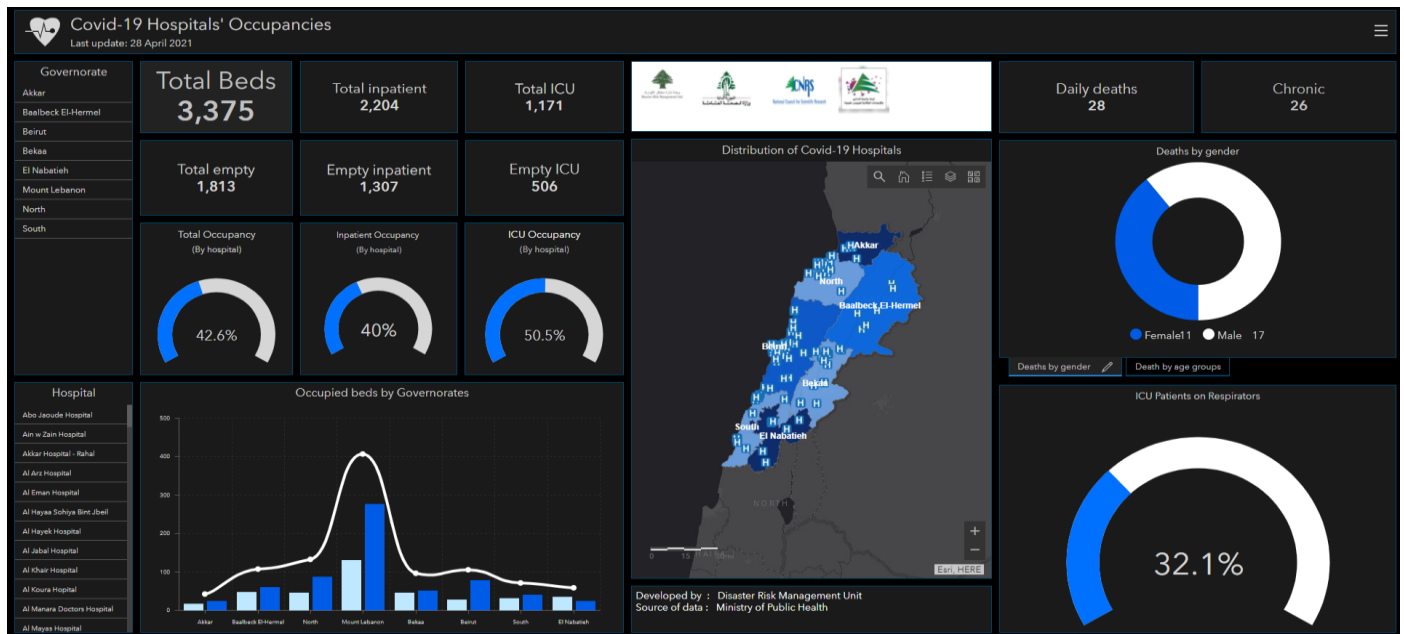 Covid-19 Hospitals' Occupancies
Last update: 28 April 2021
Governorate
Akkar
Baalbeck El-Hermel
Beirut
Bekaa
El Nabatieh
Mount Lebanon
North
South
Total Beds
3,375
Total inpatient
2,204
Total ICU
1,171
Total empty
1,813
Empty inpatient
1,307
Empty ICU
506
Total Occupancy
(By hospital)
42.6%
Inpatient Occupancy
(By hospital)
40%
ICU Occupancy
(By hospital)
50.5%
Hospital
Abo Jaoude Hospital
Ain w Zain Hospital
Akkar Hospital - Rahal
Al Arz Hospital
Al Eman Hospital
Al Hayaa Sohiya Bint Jbeil
Al Hayek Hospital
Al Jabal Hospital
Al Khair Hospital
Al Koura Hopital
Al Manara Doctors Hospital
Al Mayas Hospital
Occupied beds by Governorates
500
400
300
200
100
0
Akkar
Baalbeck El-Hermel
North
Mount Lebanon
Bekaa
Beirut
South
El Nabatieh
CNRS
National Council for Scientific Research
Distribution of Covid-19 Hospitals
Akkar
North
Baalbeck El-Hermel
Beirut
Bekaa
South
El Nabatieh
NORTH
0 15
Esri, HERE
Developed by : Disaster Risk Management Unit
Source of data : Ministry of Public Health
Daily deaths
28
Chronic
26
Deaths by gender
Female11 Male 17
Deaths by gender
Death by age groups
ICU Patients on Respirators
32.1%